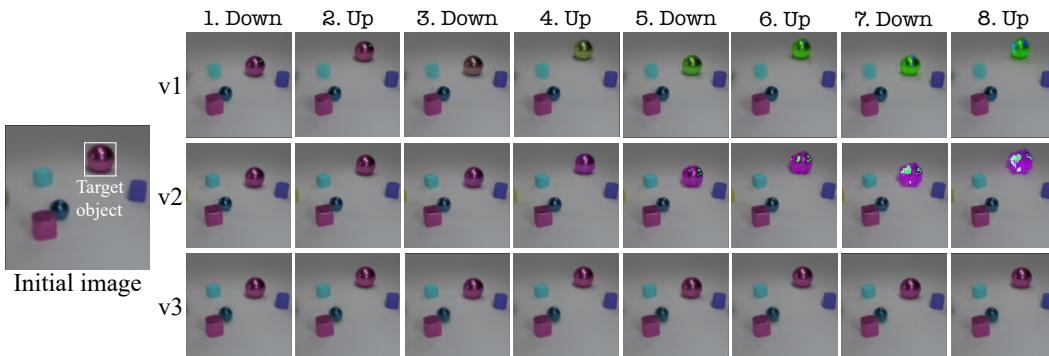 1. Down 2. Up 3. Down 4. Up 5. Down 6. Up 7. Down 8. Up
v1
Target
object
v2
Initial image
v3